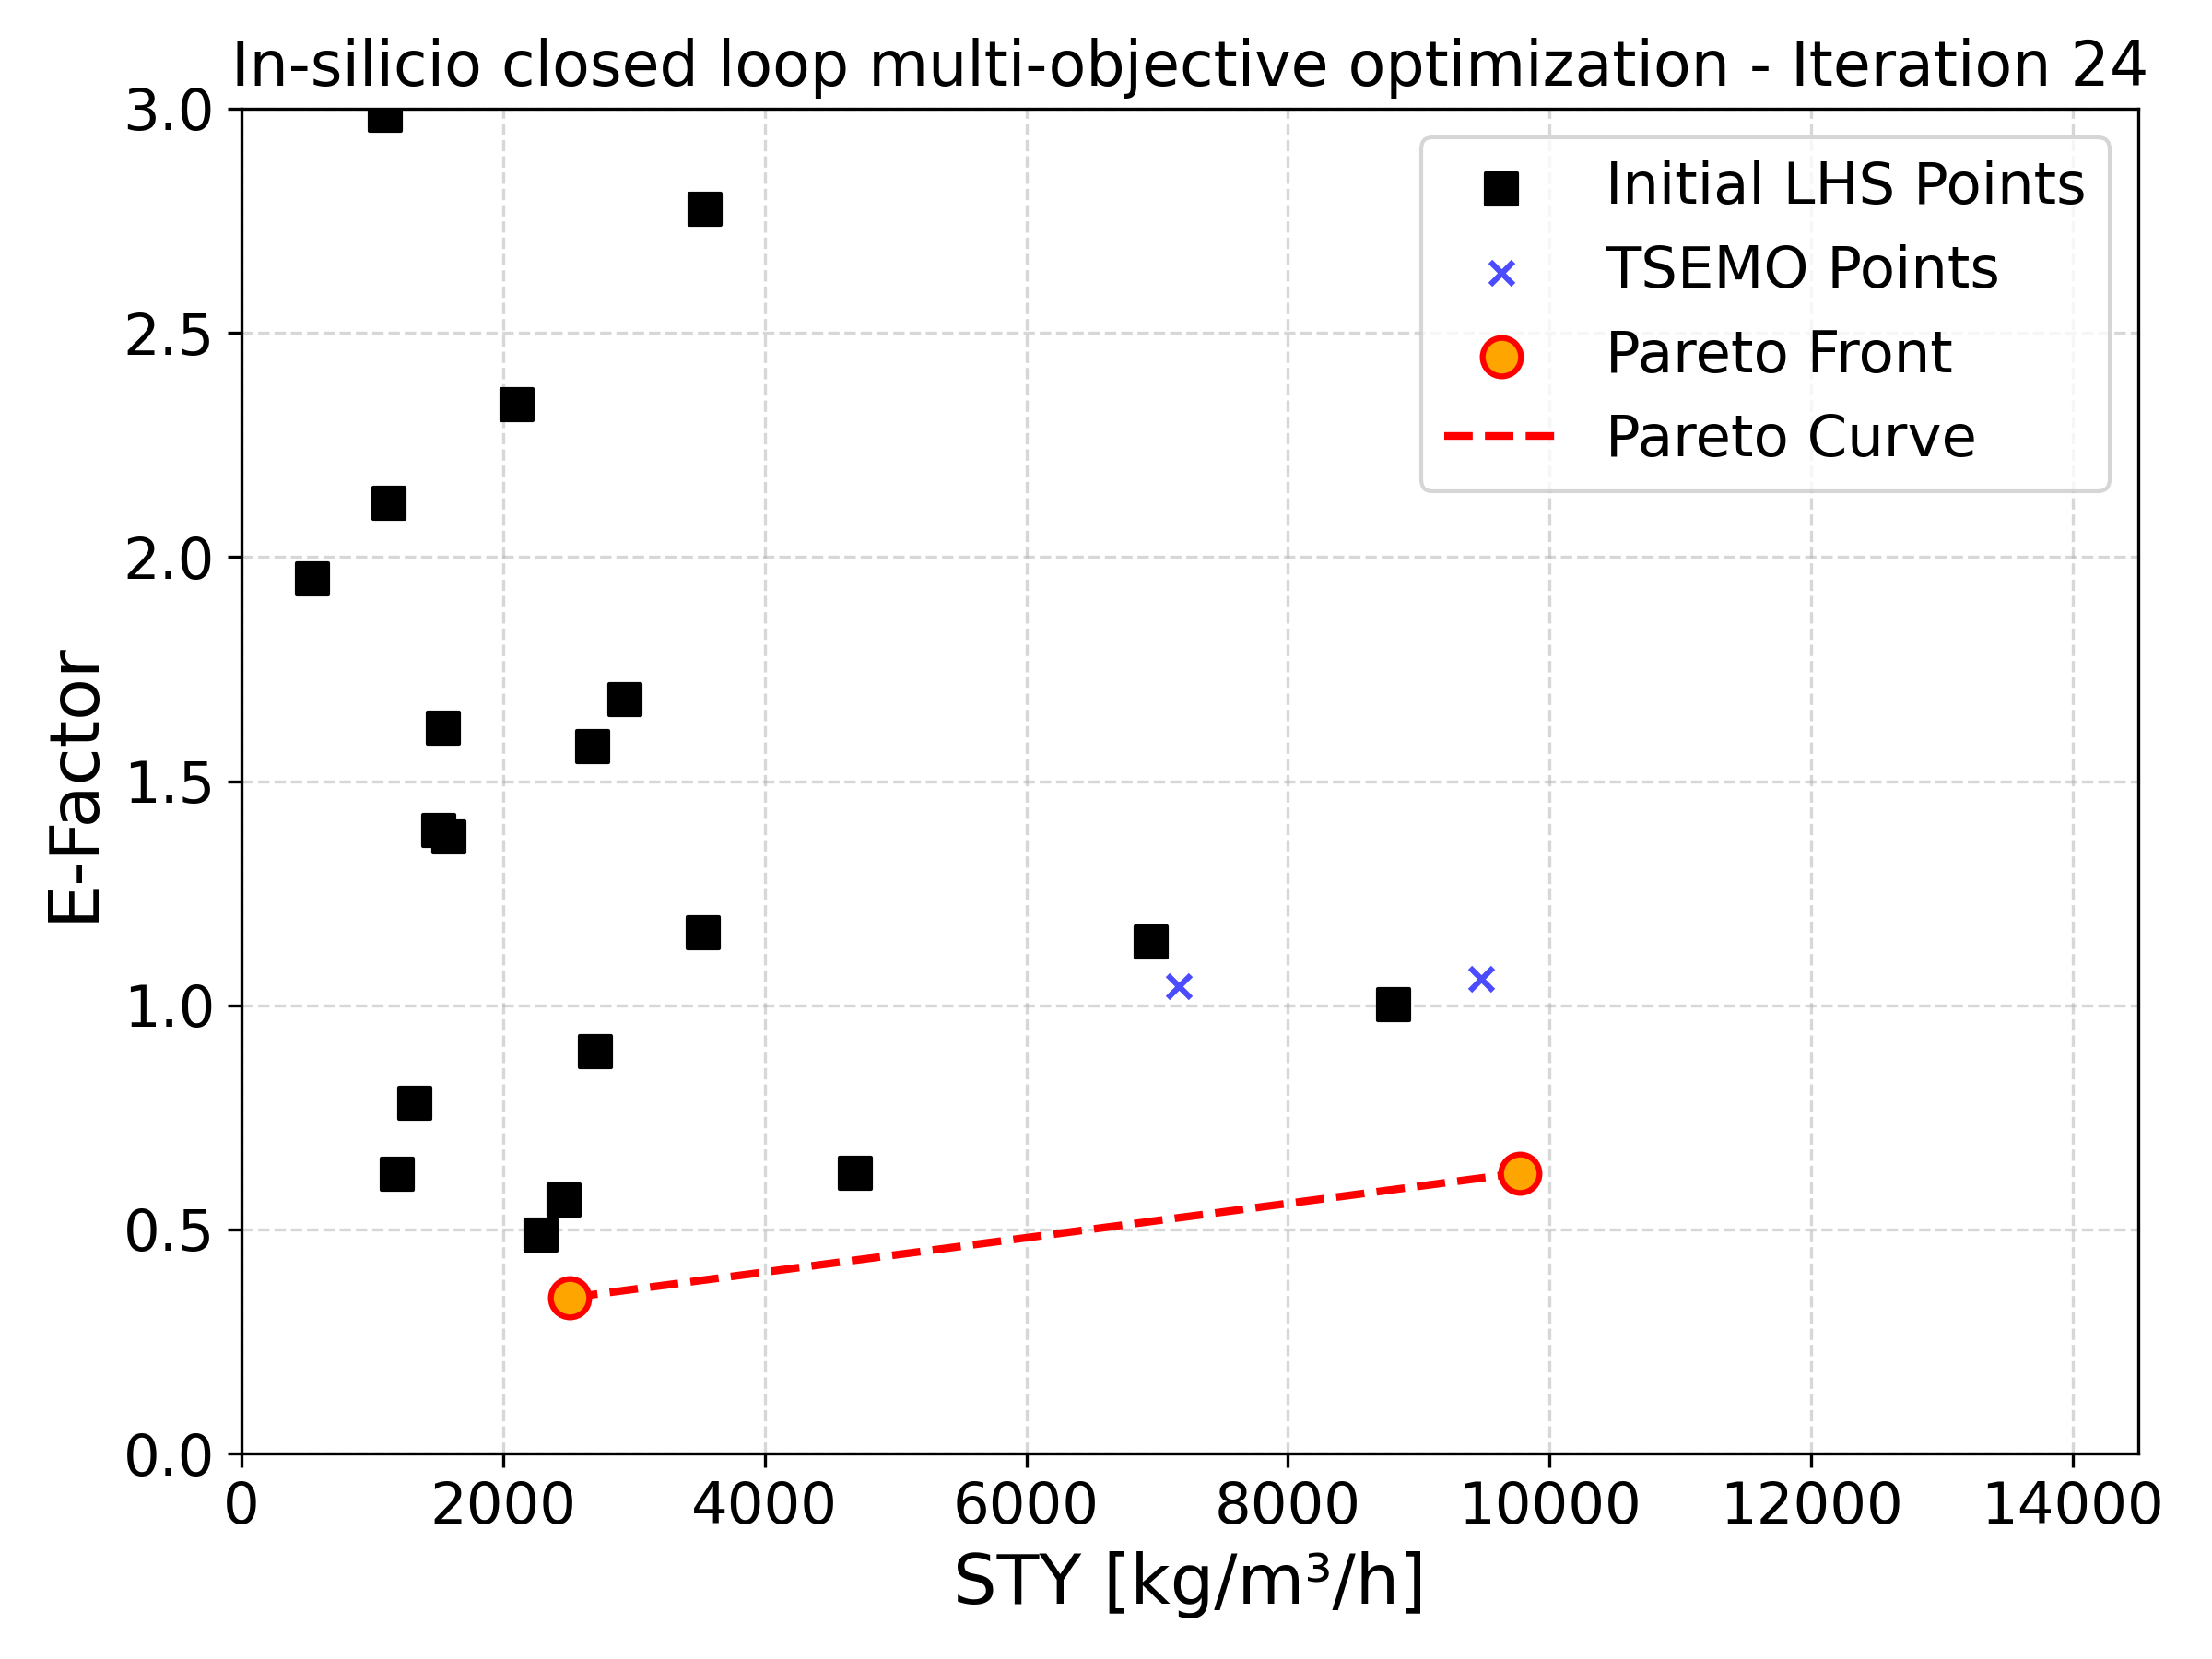 In-silicio closed loop multi-objective optimization - Iteration 24
3.0
2.5
2.0
1.5
1.0
0.5
0.0
E-Factor
Initial LHS Points
TSEMO Points
Pareto Front
Pareto Curve
0 2000 4000 6000 8000 10000 12000 14000
STY [kg/m³/h]